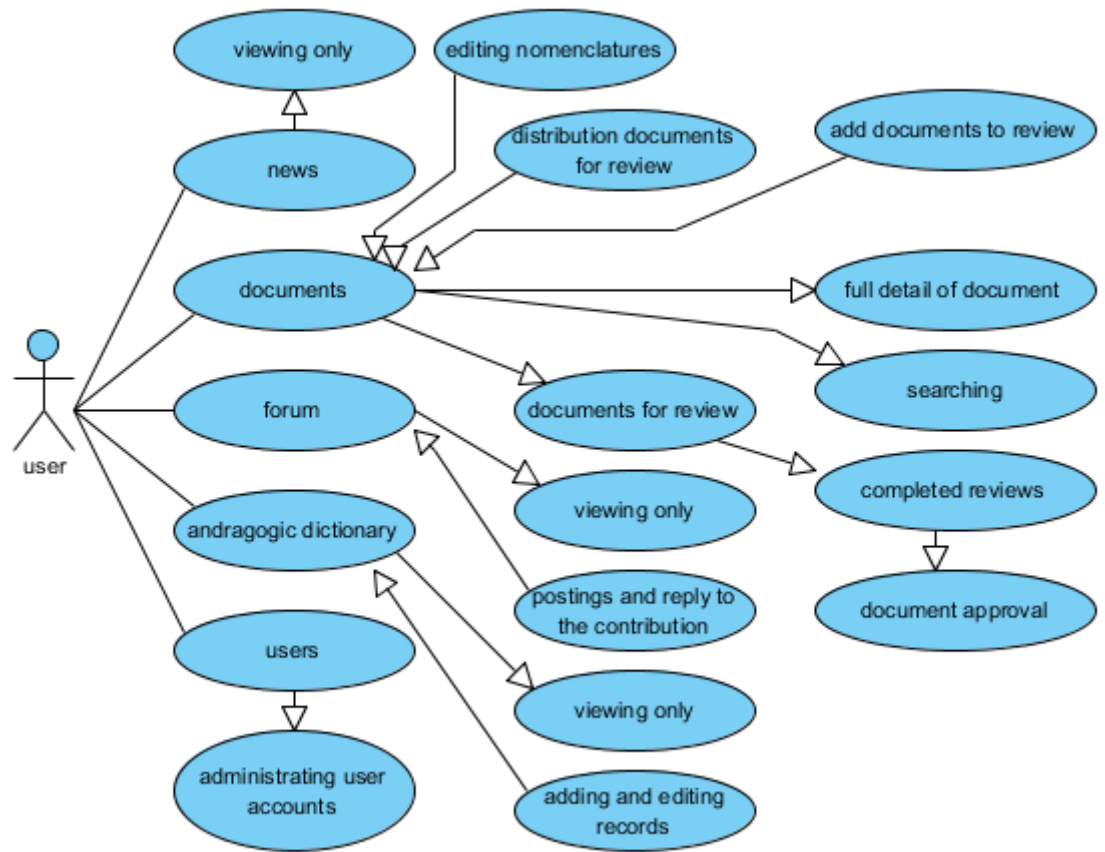 viewing only
editing nomenclatures
distribution documents
for review
add documents to review
news
documents
full detail of document
searching
forum
documents for review
user
completed reviews
viewing only
andragogic dictionary
postings and reply to
the contribution
document approval
users
viewing only
administrating user
accounts
adding and editing
records